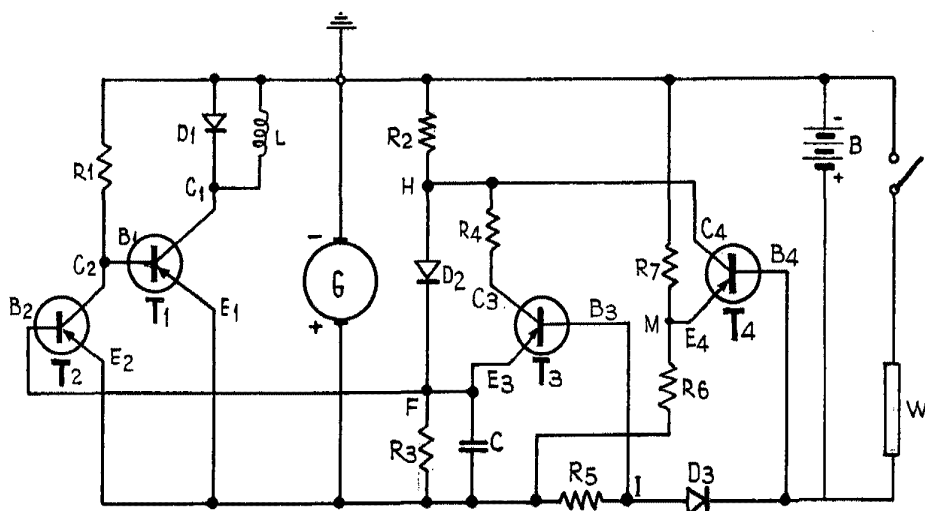 D1
L
R2
B
-
+
R1
C1
H
R4
C4
B1
C2
-
G
+
D2
R7
B4
B2
T1
E1
C3
B3
M
E4
T4
T2
E2
E3
T3
R6
W
F
R3
C
R5
I
D3